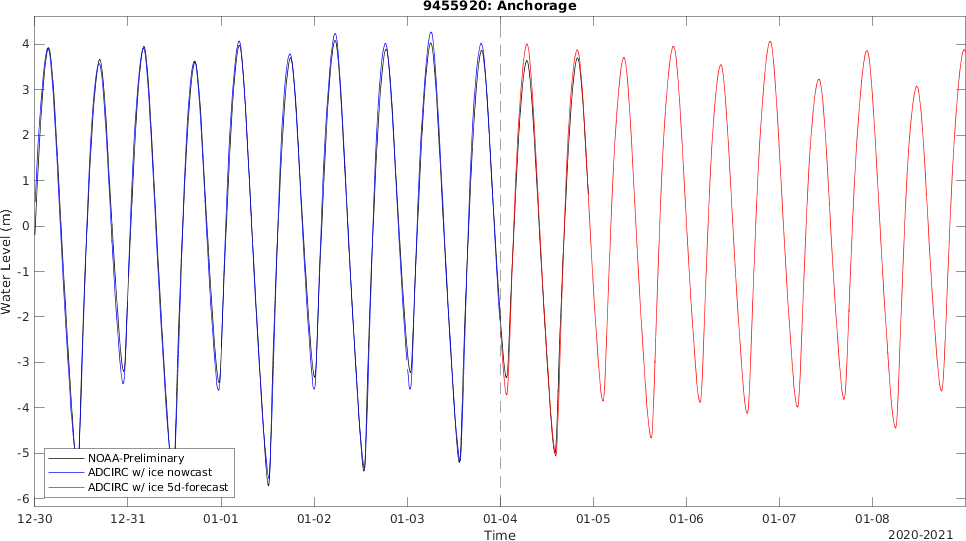 9455920: Anchorage
Water Level (m)
4
3
2
1
0
-1
-2
-3
-4
-5
-6
NOAA-Preliminary
ADCIRC w/ ice nowcast
ADCIRC w/ ice 5d-forecast
12-30 12-31 01-01 01-02 01-03 01-04 01-05 01-06 01-07 01-08
Time
2020-2021